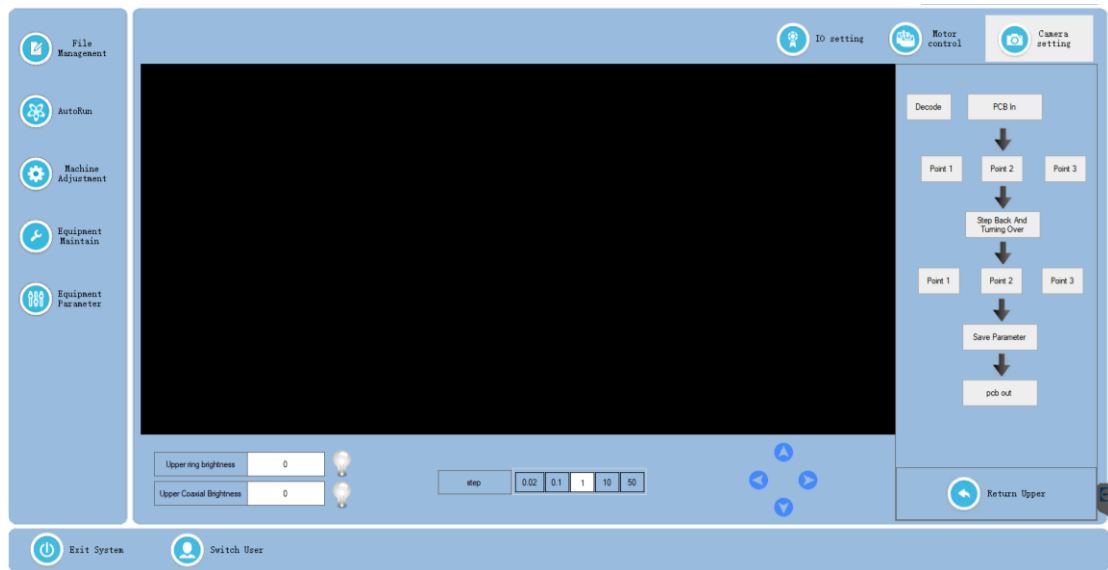 File
Management
AutoRun
Machine
Adjustment
Equipment
Maintain
Equipment
Parameter
IO setting
Motor
control
Camera
setting
Decode
PCB In
Point 1
Point 2
Point 3
Step Back And
Turning Over
Point 1
Point 2
Point 3
Save Parameter
pcb out
Upper ring brightness
0
Upper Coaxial Brightness
0
step
0.02
0.1
1
10
50
Return Upper
Exit System
Switch User